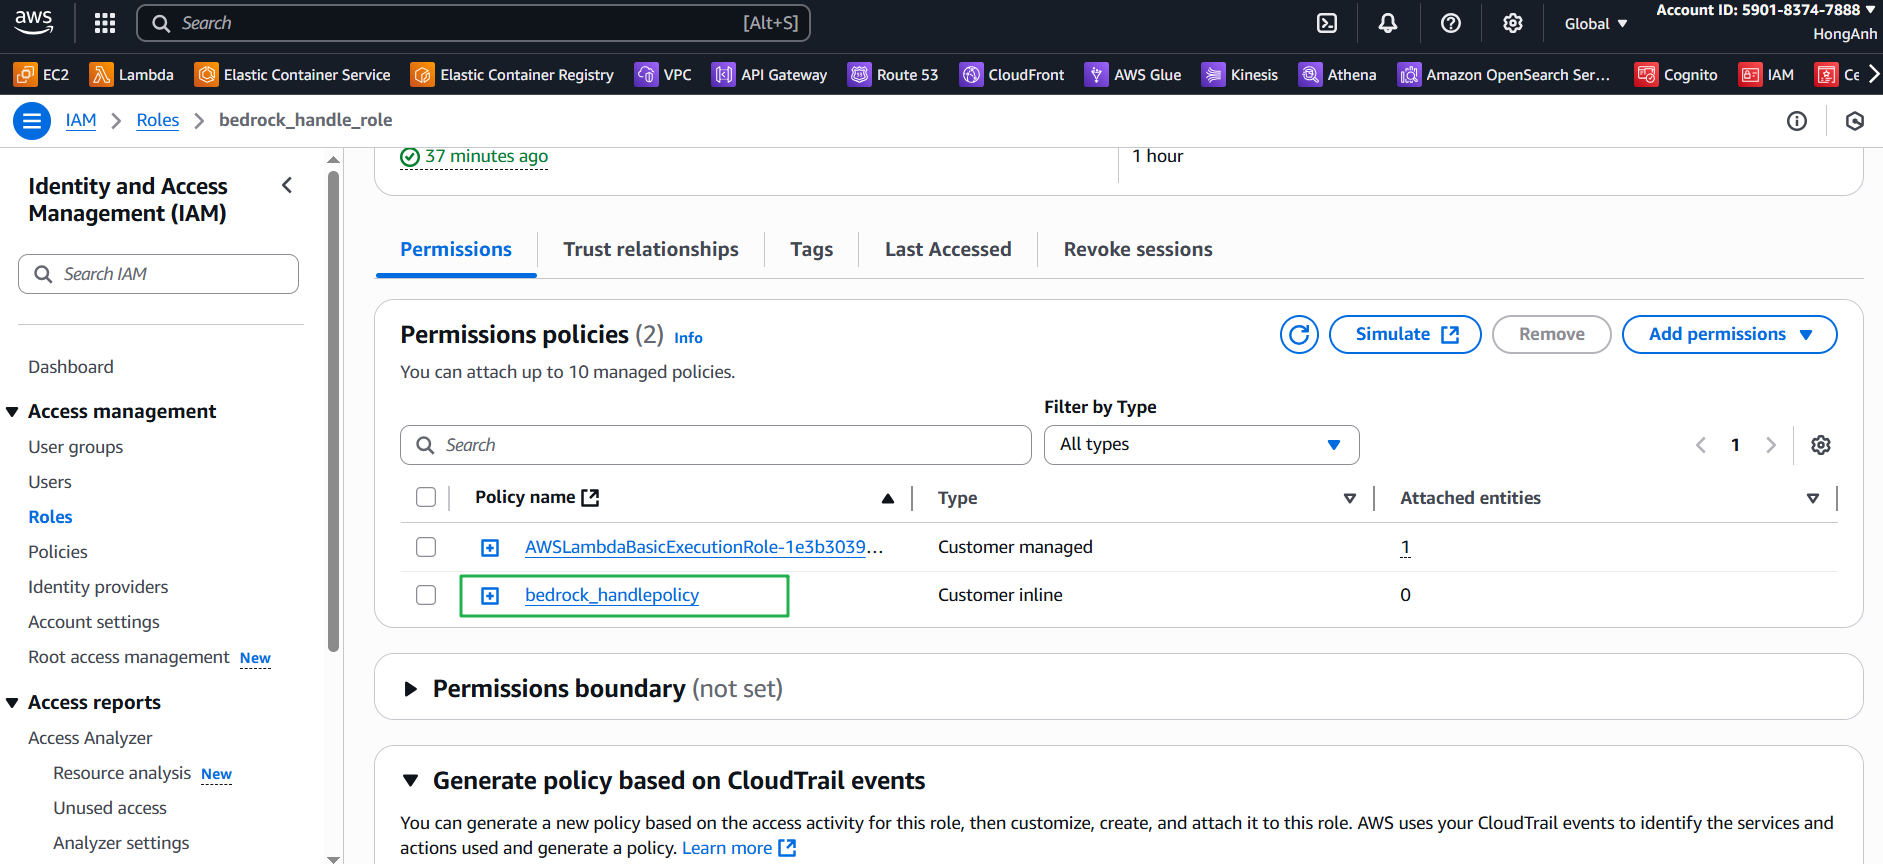 aws
Search [Alt+S]
Global
Account ID: 5901-8374-7888
HongAnh
EC2 Lambda Elastic Container Service Elastic Container Registry VPC API Gateway Route 53 CloudFront AWS Glue Kinesis Athena Amazon OpenSearch Ser... Cognito IAM Ce
IAM Roles bedrock_handle_role
Identity and Access
Management (IAM)
Search IAM
Dashboard
Access management
User groups
Users
Roles
Policies
Identity providers
Account settings
Root access management New
Access reports
Access Analyzer
Resource analysis New
Unused access
Analyzer settings
37 minutes ago
1 hour
Permissions Trust relationships Tags Last Accessed Revoke sessions
Permissions policies (2) Info
Simulate Remove Add permissions
You can attach up to 10 managed policies.
Filter by Type
Search All types 1
Policy name Type Attached entities
AWSLambdaBasicExecutionRole-1e3b3039... Customer managed 1
bedrock_handlepolicy Customer inline 0
Permissions boundary (not set)
Generate policy based on CloudTrail events
You can generate a new policy based on the access activity for this role, then customize, create, and attach it to this role. AWS uses your CloudTrail events to identify the services and
actions used and generate a policy. Learn more